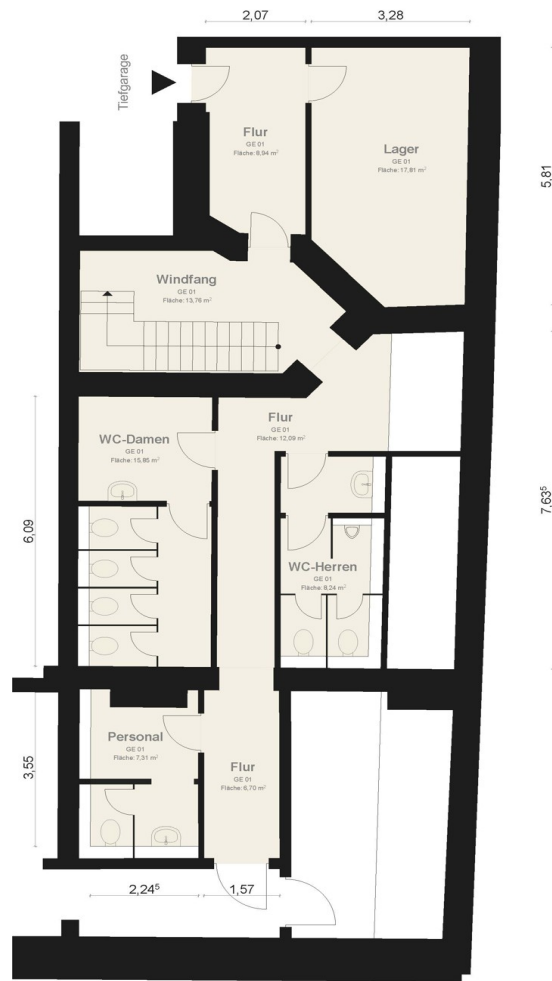 2,07
3,28
Tiefgarage
Flur
GE 01
Fläche: 8,94 m²
Lager
GE 01
Fläche: 17,81 m²
5,81
Windfang
GE 01
Fläche: 13,76 m²
Flur
GE 01
Fläche: 12,09 m²
WC-Damen
GE 01
Fläche: 15,85 m²
6,09
7,63⁵
WC-Herren
GE 01
Fläche: 8,24 m²
Personal
GE 01
Fläche: 7,31 m²
Flur
GE 01
Fläche: 6,70 m²
3,55
2,24⁵
1,57